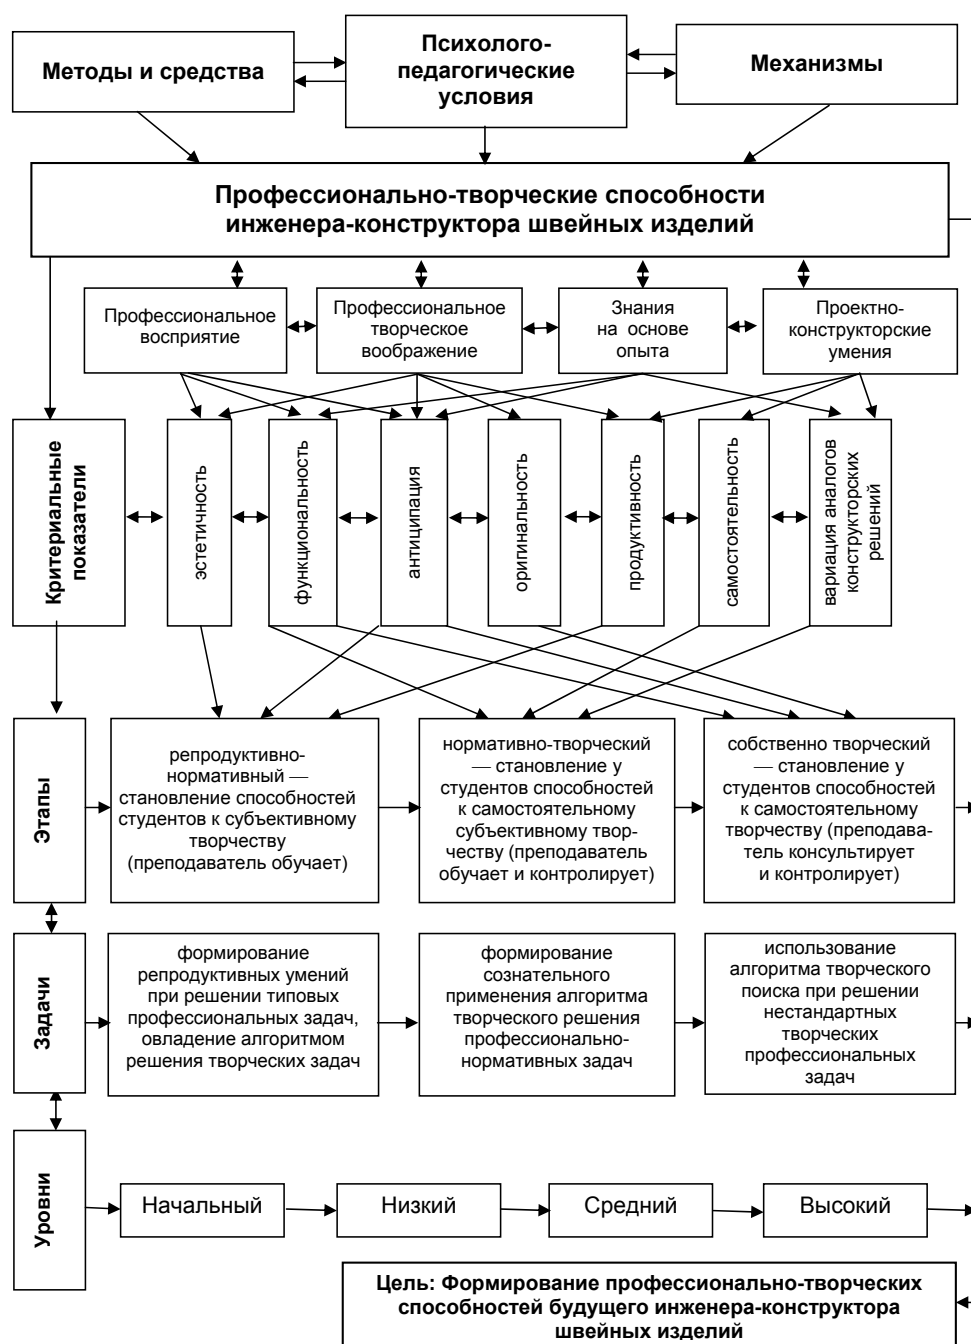 Методы и средства
Психолого-
педагогические
условия
Механизмы
Профессионально-творческие способности
инженера-конструктора швейных изделий
Профессиональное
восприятие
Профессиональное
творческое
воображение
Знания
на основе
опыта
Проектно-
конструкторские
умения
Критериальные
показатели
эстетичность
функциональность
антиципация
оригинальность
продуктивность
самостоятельность
вариация аналогов
конструкторских
решений
Этапы
репродуктивно-
нормативный —
становление способностей
студентов к субъективному
творчеству
(преподаватель обучает)
нормативно-творческий
— становление у
студентов способностей
к самостоятельному
субъективному твор-
честву (преподаватель
обучает и контролирует)
собственно творческий
— становление у
студентов способностей
к самостоятельному
творчеству (преподава-
тель консультирует
и контролирует)
Задачи
формирование
репродуктивных умений
при решении типовых
профессиональных задач,
овладение алгоритмом
решения творческих задач
формирование
сознательного
применения алгоритма
творческого решения
профессионально-
нормативных задач
использование
алгоритма творческого
поиска при решении
нестандартных
творческих
профессиональных
задач
Уровни
Начальный
Низкий
Средний
Высокий
Цель: Формирование профессионально-творческих
способностей будущего инженера-конструктора
швейных изделий